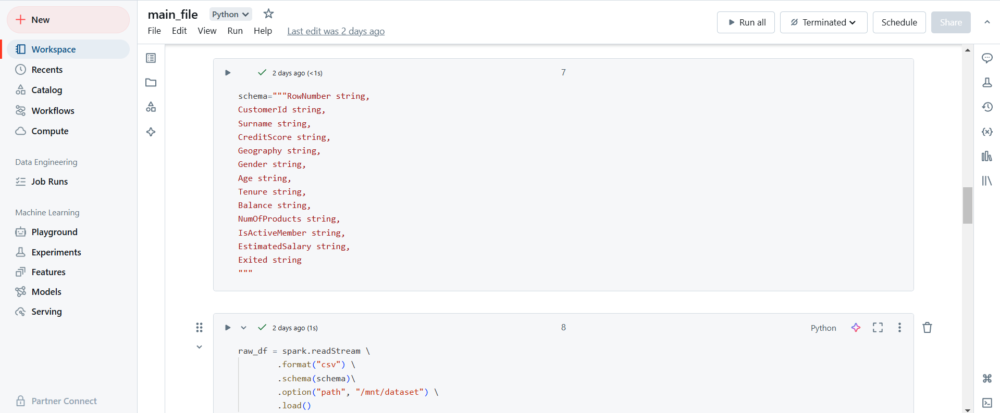 New
Workspace
Recents
Catalog
Workflows
Compute
Data Engineering
Job Runs
Machine Learning
Playground
Experiments
Features
Models
Serving
Partner Connect
main_file Python
File Edit View Run Help Last edit was 2 days ago
Run all Terminated Schedule Share
2 days ago (<1s) 7
schema="""RowNumber string,
CustomerId string,
Surname string,
CreditScore string,
Geography string,
Gender string,
Age string,
Tenure string,
Balance string,
NumOfProducts string,
IsActiveMember string,
EstimatedSalary string,
Exited string
"""
2 days ago (1s) 8 Python
raw_df = spark.readStream \
.format("csv") \
.schema(schema)\
.option("path", "/mnt/dataset") \
.load()